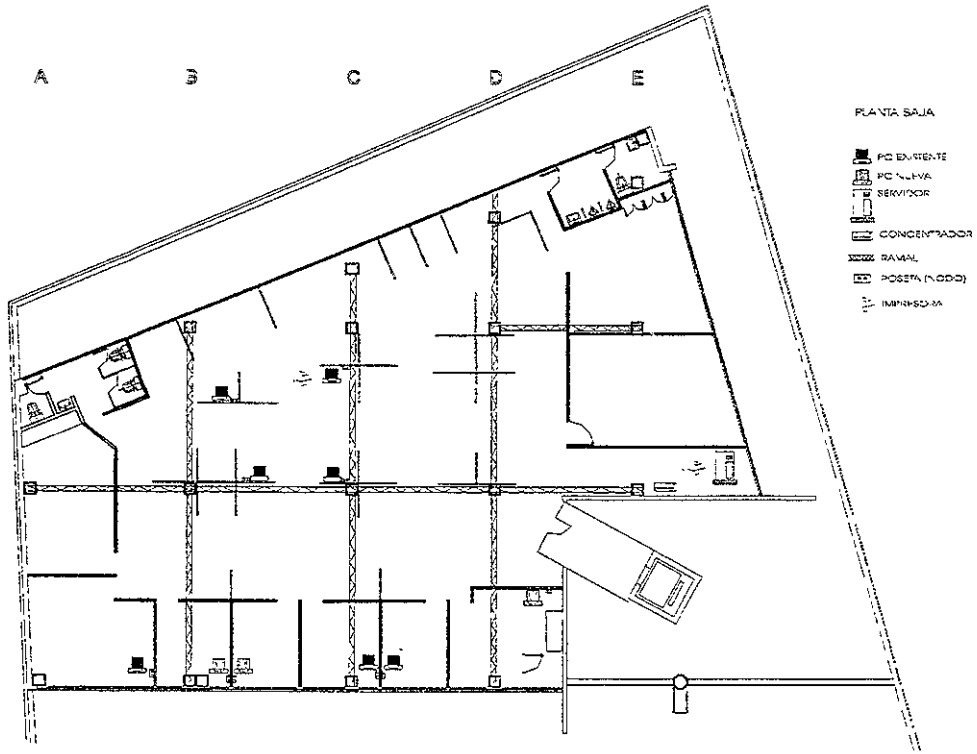 A B C D E
PLANTA BAJA
PC EXISTENTE
PC NUEVA
SERVIDOR
CONCENTRADOR
RAMAL
ROSETA (NODO)
IMPRESORA